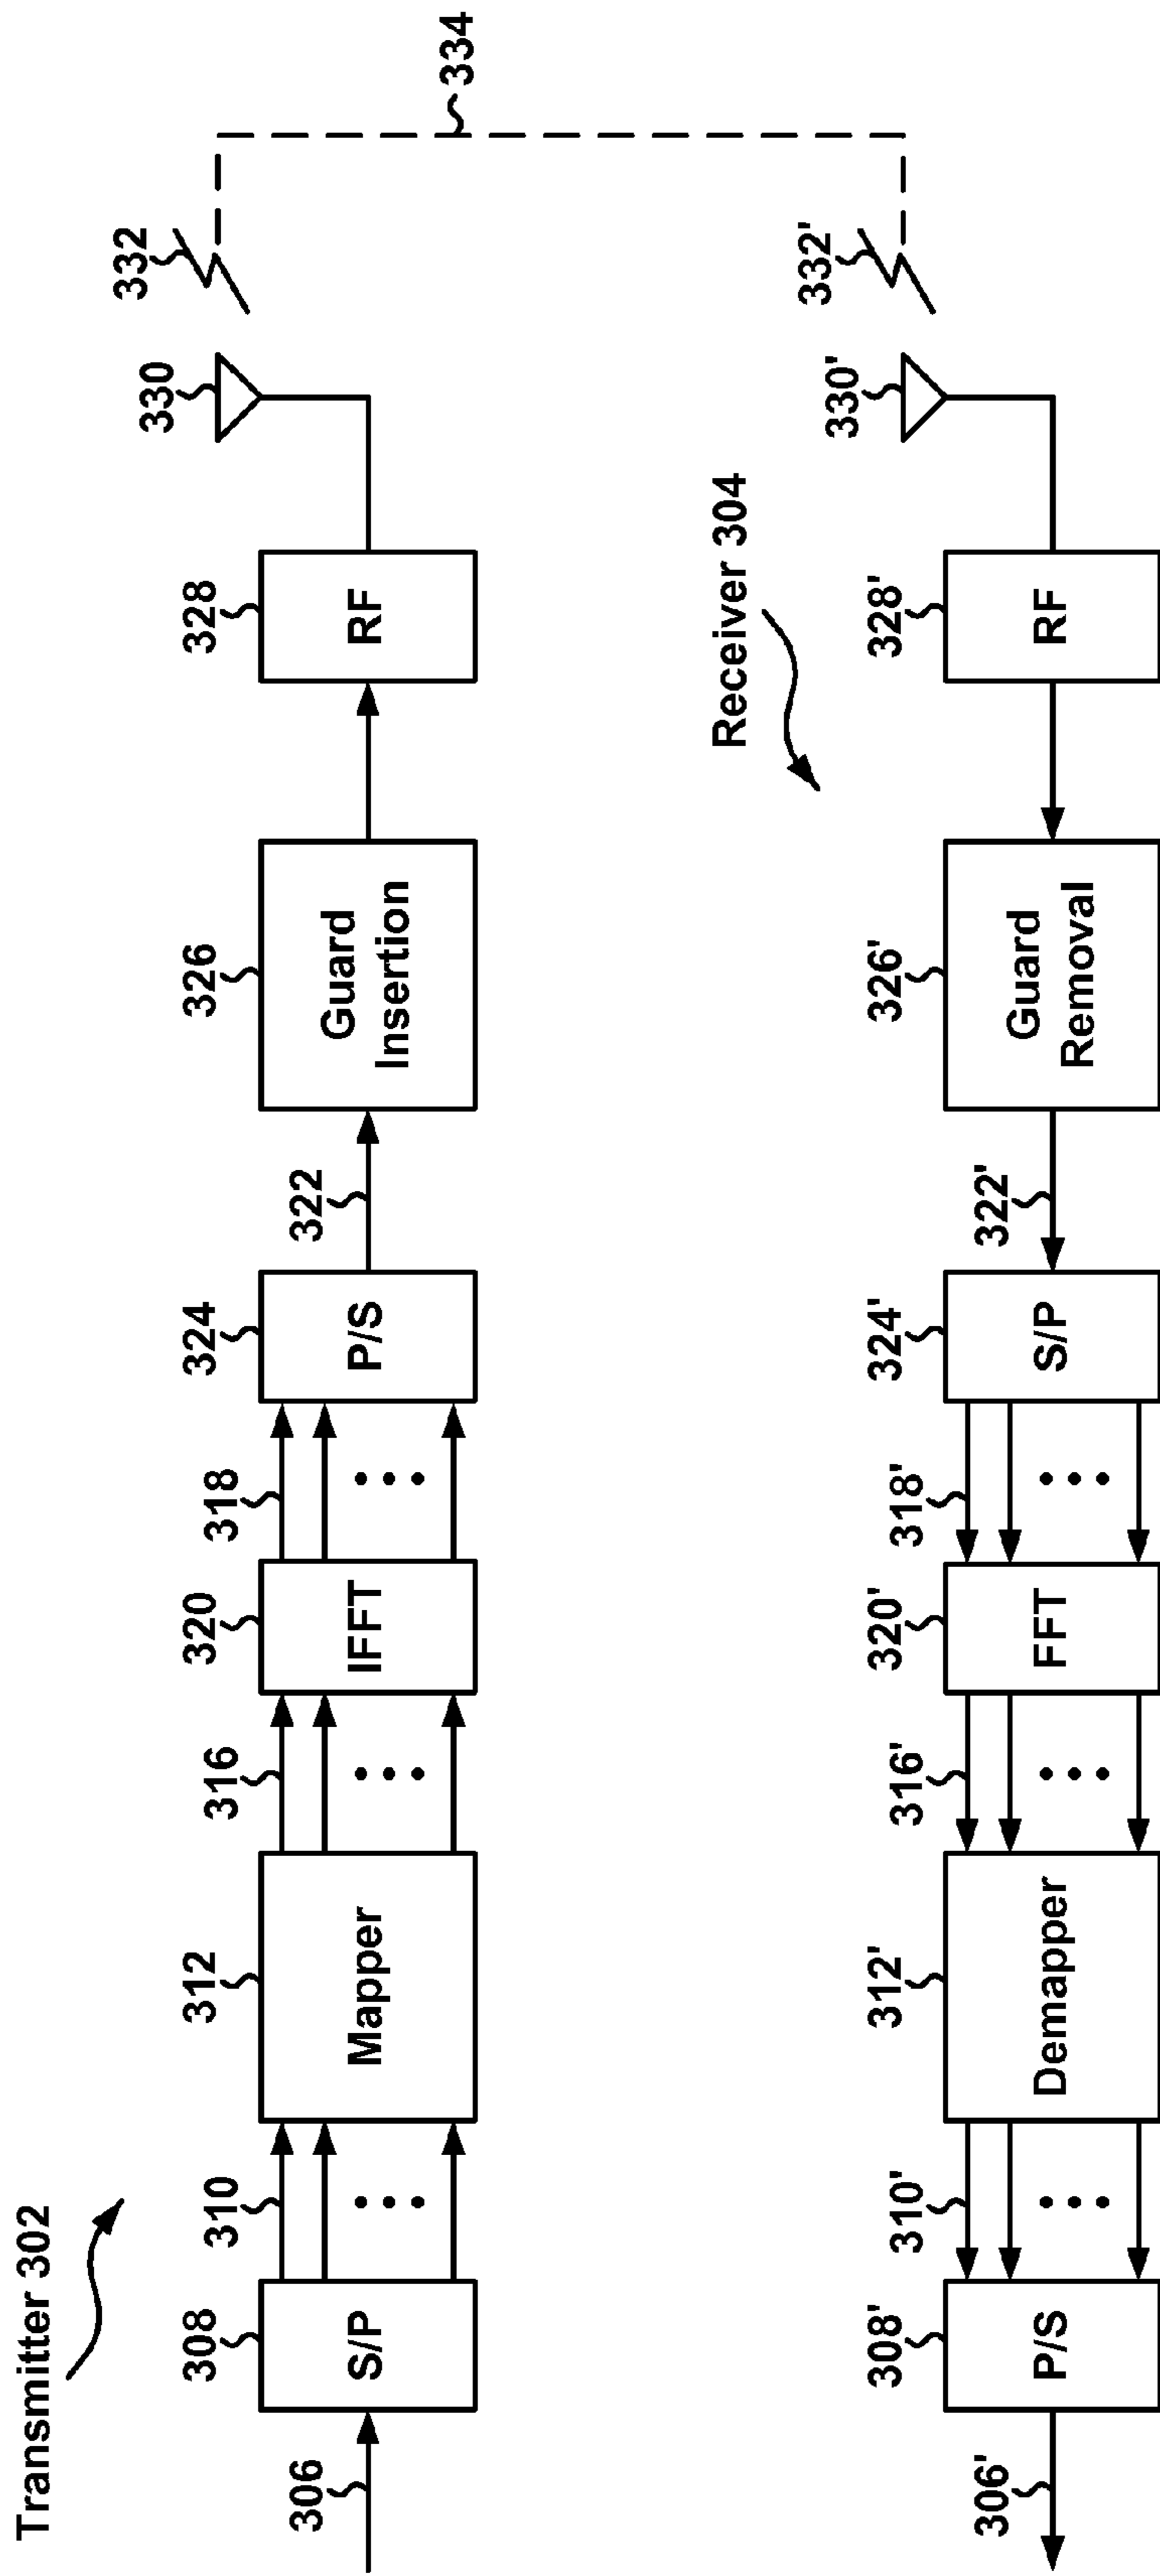 Transmitter 302
306
308
S/P
310
312
Mapper
316
320
IFFT
318
324
P/S
322
326
Guard
Insertion
328
RF
330
332
334
Receiver 304
306'
308'
P/S
310'
312'
Demapper
316'
320'
FFT
318'
324'
S/P
322'
326'
Guard
Removal
328'
RF
330'
332'